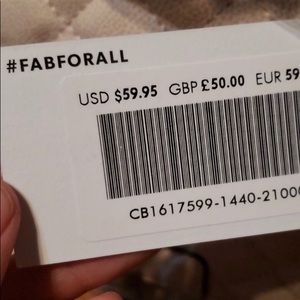 #FABFORALL
USD $59.95 GBP £50.00 EUR 59
CB1617599-1440-21000